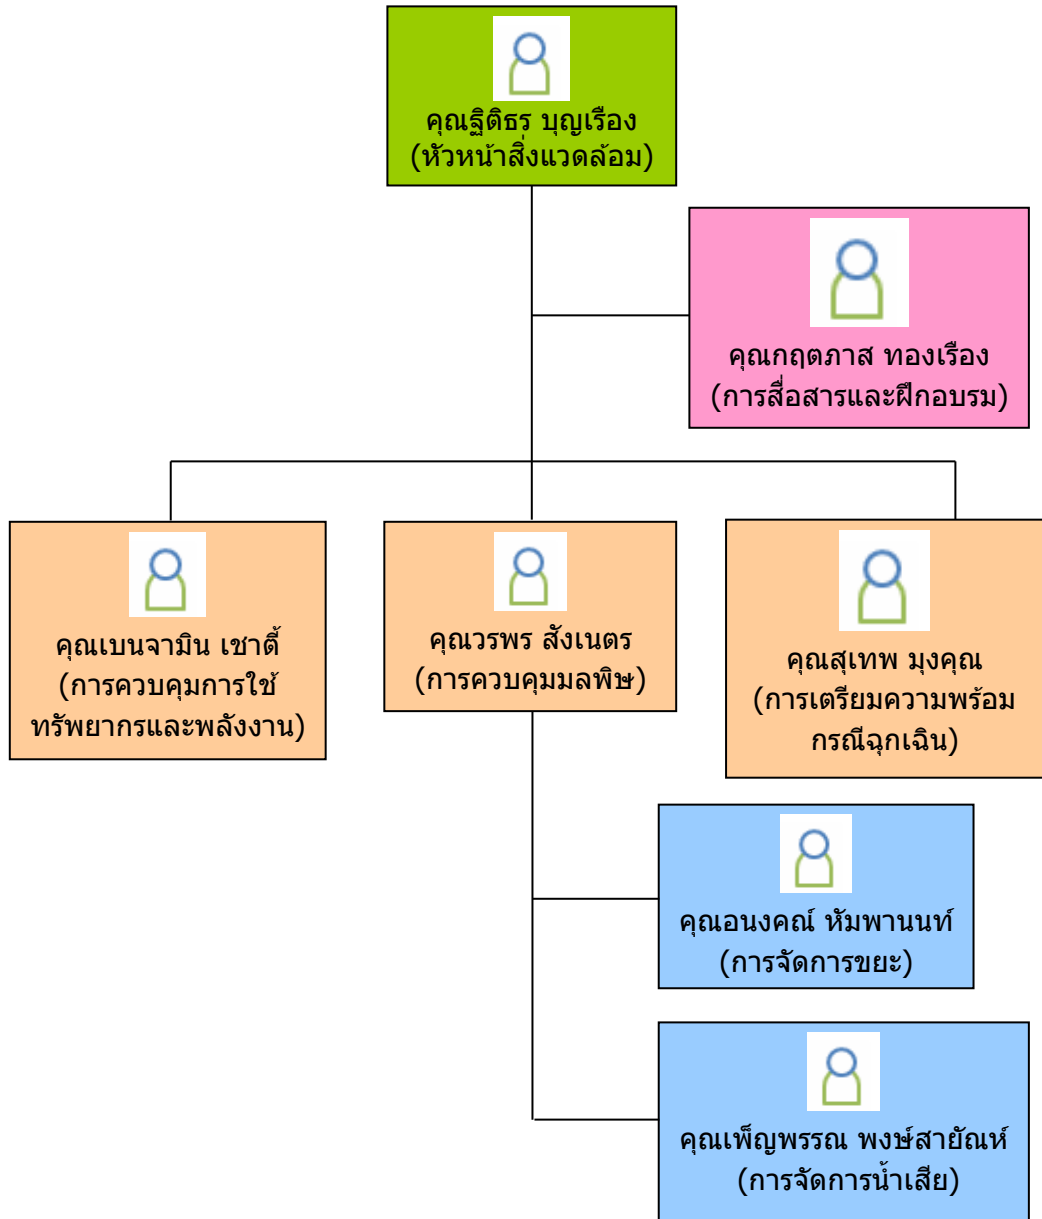 คุณฐิติธร บุญเรือง
(หัวหน้าสิ่งแวดล้อม)
คุณกฤตภาส ทองเรือง
(การสื่อสารและฝึกอบรม)
คุณเบนจามิน เชาตี้
(การควบคุมการใช้
ทรัพยากรและพลังงาน)
คุณวรพร สังเนตร
(การควบคุมมลพิษ)
คุณสุเทพ มุงคุณ
(การเตรียมความพร้อม
กรณีฉุกเฉิน)
คุณอนงคณ์ หัมพานนท์
(การจัดการขยะ)
คุณเพ็ญพรรณ พงษ์สายัณห์
(การจัดการน้ำเสีย)